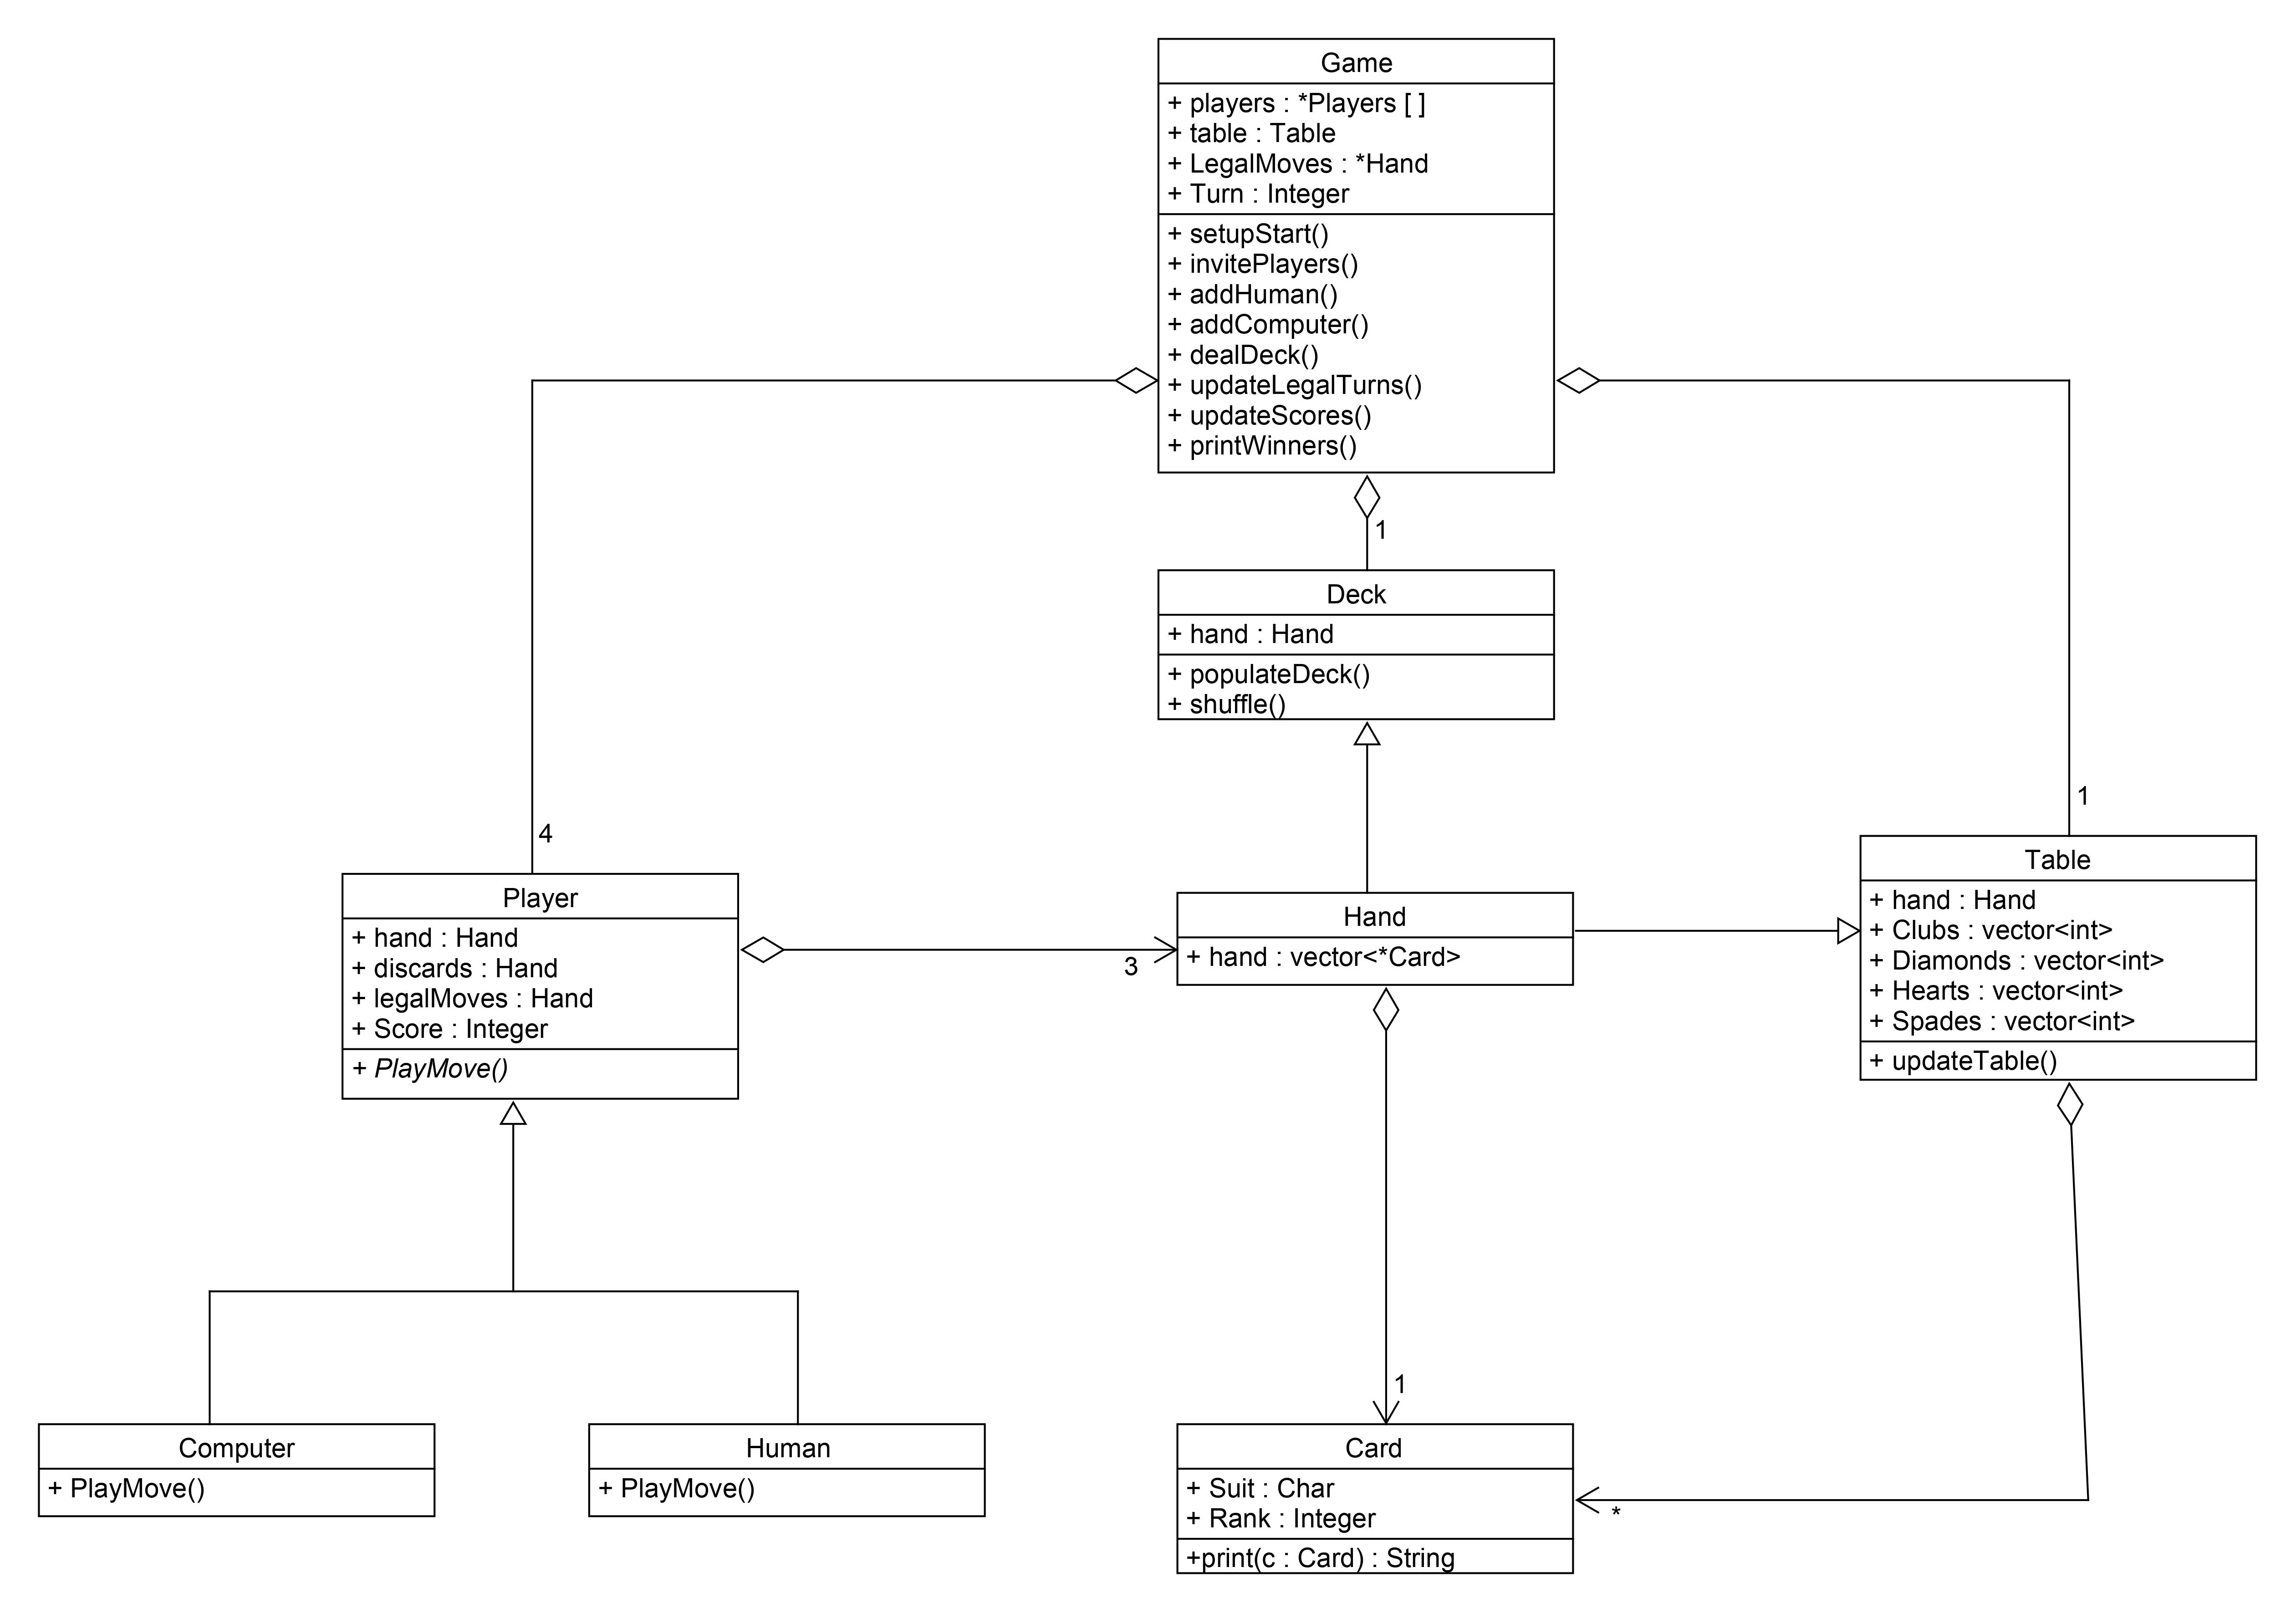 Game
+ players : *Players [ ]
+ table : Table
+ LegalMoves : *Hand
+ Turn : Integer
+ setupStart()
+ invitePlayers()
+ addHuman()
+ addComputer()
+ dealDeck()
+ updateLegalTurns()
+ updateScores()
+ printWinners()
1
Deck
+ hand : Hand
+ populateDeck()
+ shuffle()
4
1
Player
+ hand : Hand
+ discards : Hand
+ legalMoves : Hand
+ Score : Integer
+ PlayMove()
3
Hand
+ hand : vector<*Card>
Table
+ hand : Hand
+ Clubs : vector<int>
+ Diamonds : vector<int>
+ Hearts : vector<int>
+ Spades : vector<int>
+ updateTable()
Computer
+ PlayMove()
Human
+ PlayMove()
1
Card
+ Suit : Char
+ Rank : Integer
+print(c : Card) : String
*